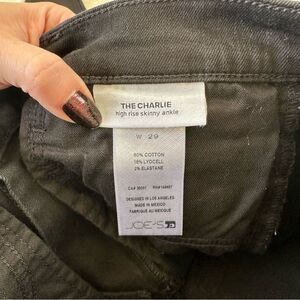 THE CHARLIE
high rise skinny ankle
W 29
80% COTTON
18% LYOCELL
2% ELASTANE
DESIGNED IN LOS ANGELES
MADE IN MEXICO
FABRIQUÉ AU MEXIQUE
JOE'S